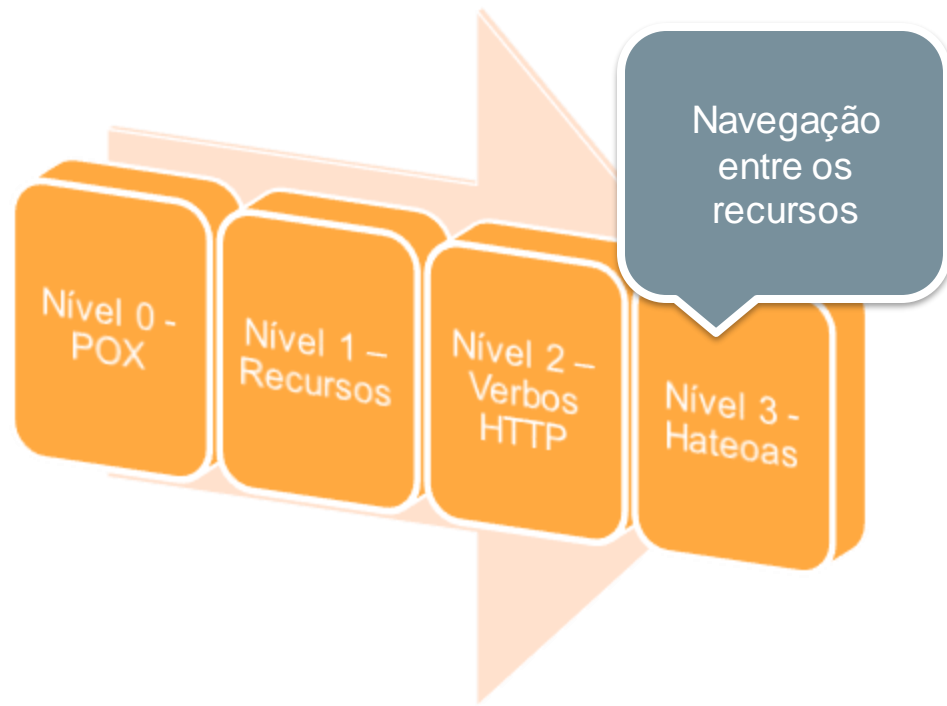 Navegação
entre os
recursos
Nível 0 -
POX
Nível 1 –
Recursos
Nível 2 –
Verbos
HTTP
Nível 3 -
Hateoas